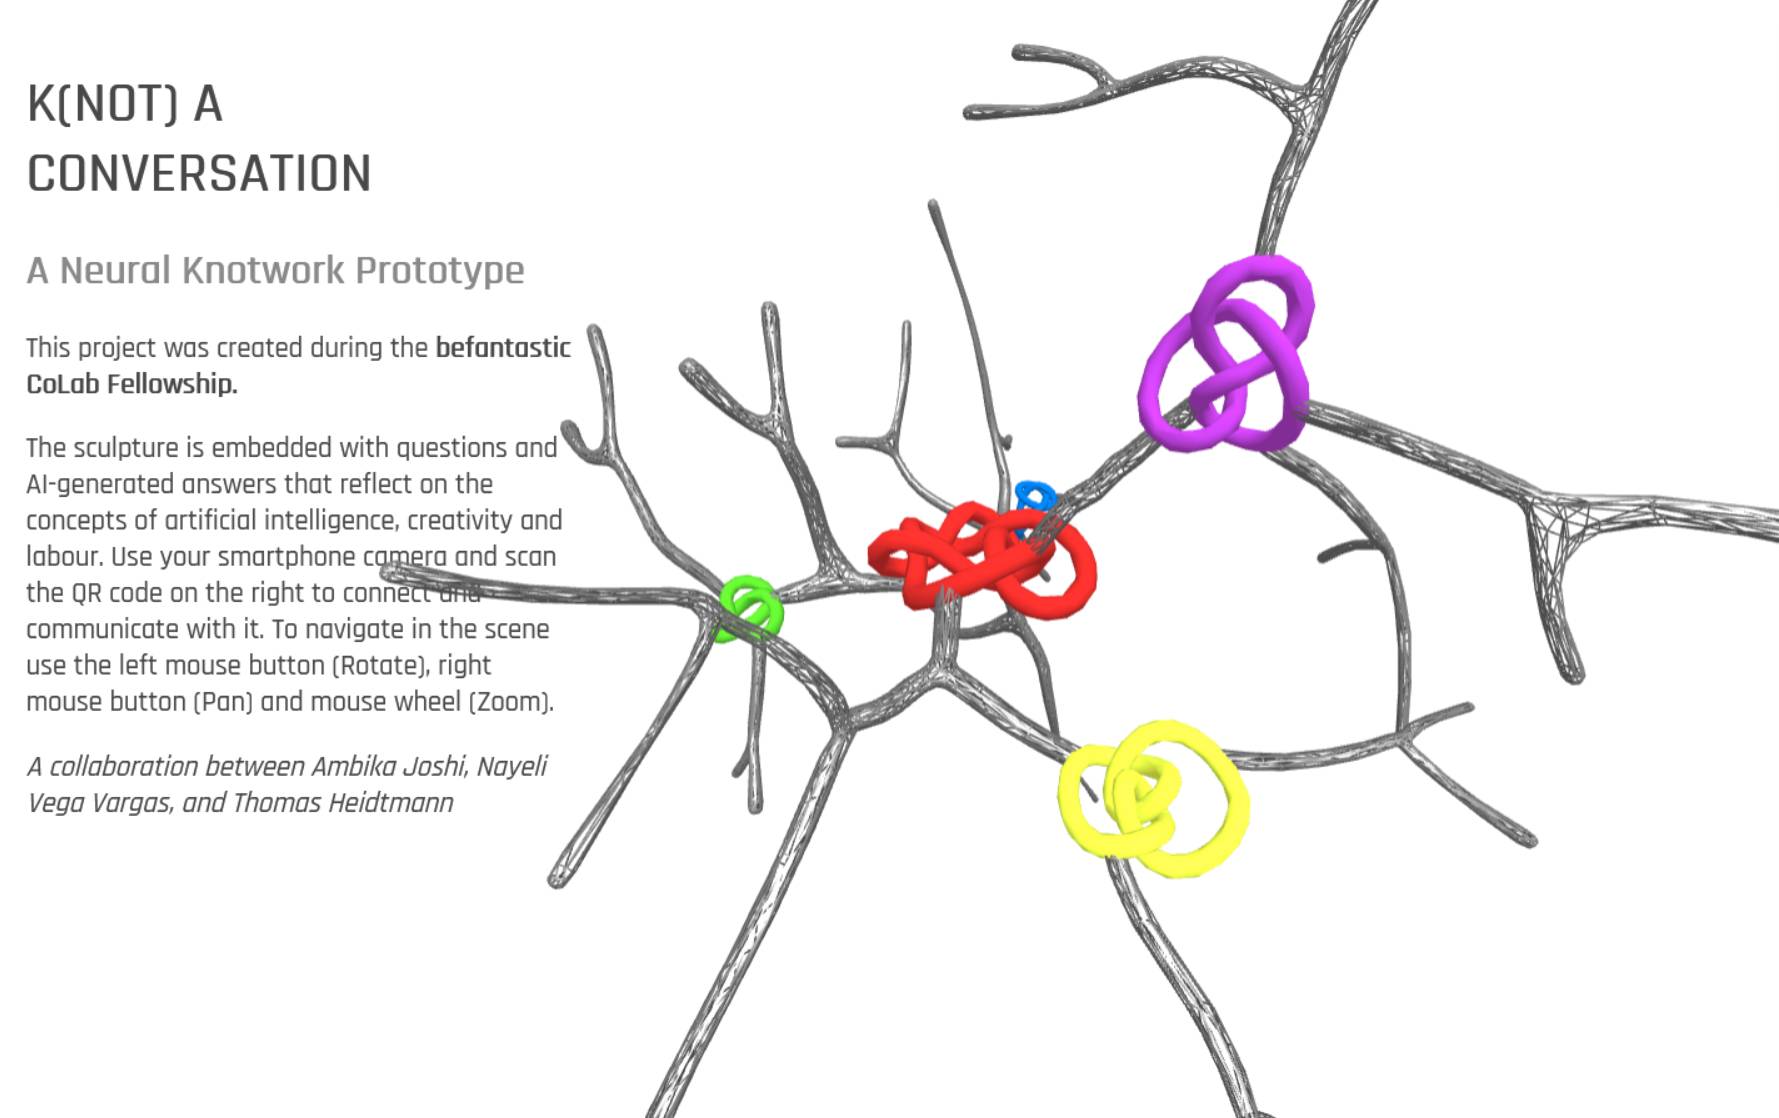 K(NOT) A
CONVERSATION
A Neural Knotwork Prototype
This project was created during the befantastic
CoLab Fellowship.
The sculpture is embedded with questions and
AI-generated answers that reflect on the
concepts of artificial intelligence, creativity and
labour. Use your smartphone camera and scan
the QR code on the right to connect and
communicate with it. To navigate in the scene
use the left mouse button (Rotate), right
mouse button (Pan) and mouse wheel (Zoom).
A collaboration between Ambika Joshi, Nayeli
Vega Vargas, and Thomas Heidtmann